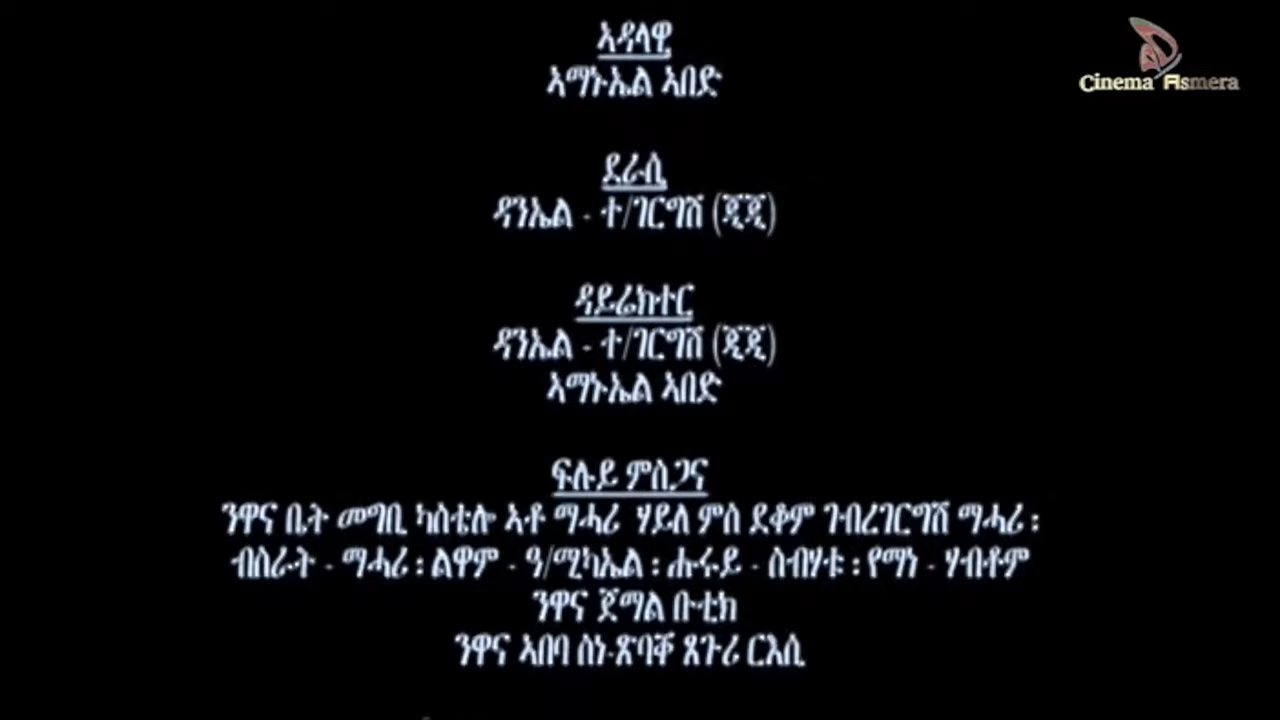 Cinema Asmera
ኣዳላዊ
ኣማኑኤል ኣበድ
ደራሲ
ዳንኤል - ተ/ገርግሽ (ጂጂ)
ዳይሬክተር
ዳንኤል - ተ/ገርግሽ (ጂጂ)
ኣማኑኤል ኣበድ
ፍሉይ ምስጋና
ንዋና ቤት መግቢ ካስቴሎ ኣቶ ማሓሪ ሃይለ ምስ ደቆም ገብረገርግሽ ማሓሪ ፡
ብስራት - ማሓሪ ፡ ልዋም - ዓ/ሚካኤል ፡ ሑሩይ - ስብሃቱ ፡ የማነ - ሃብቶም
ንዋና ጀማል ቡቲክ
ንዋና ኣበባ ስነ-ጽባቐ ጸጉሪ ርእሲ